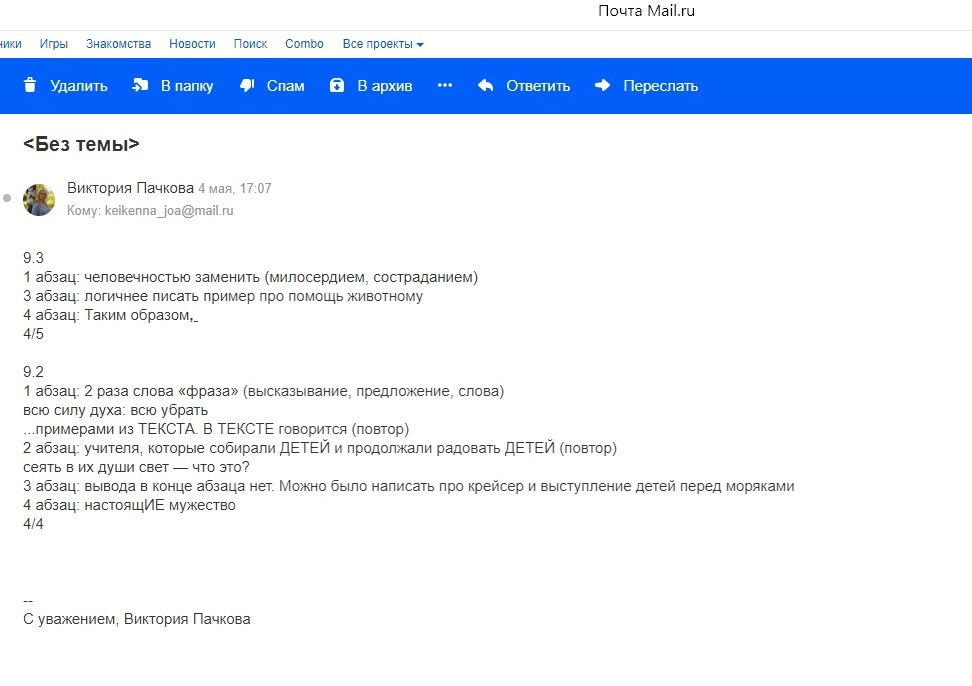 Почта Mail.ru
ники Игры Знакомства Новости Поиск Combo Все проекты
Удалить В папку Спам В архив ... Ответить Переслать
<Без темы>
Виктория Пачкова 4 мая, 17:07
Кому: keikenna_joa@mail.ru
9.3
1 абзац: человечностью заменить (милосердием, состраданием)
3 абзац: логичнее писать пример про помощь животному
4 абзац: Таким образом,_
4/5
9.2
1 абзац: 2 раза слова «фраза» (высказывание, предложение, слова)
всю силу духа: всю убрать
...примерами из ТЕКСТА. В ТЕКСТЕ говорится (повтор)
2 абзац: учителя, которые собирали ДЕТЕЙ и продолжали радовать ДЕТЕЙ (повтор)
сеять в их души свет — что это?
3 абзац: вывода в конце абзаца нет. Можно было написать про крейсер и выступление детей перед моряками
4 абзац: настоящИЕ мужество
4/4
--
С уважением, Виктория Пачкова